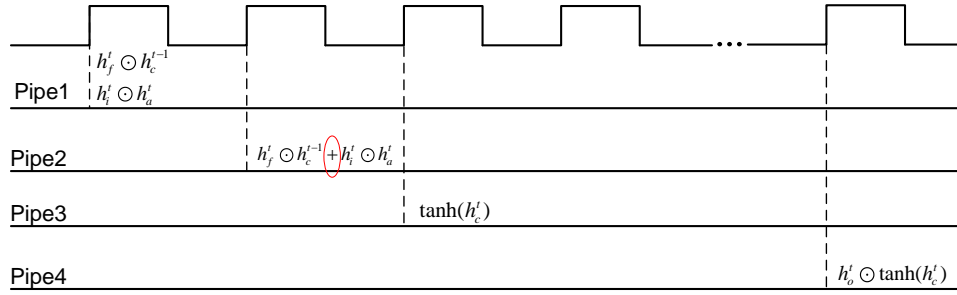 ...
h_f^t ⊙ h_c^{t-1}
Pipe1
h_i^t ⊙ h_a^t
Pipe2
h_f^t ⊙ h_c^{t-1} + h_i^t ⊙ h_a^t
Pipe3
tanh(h_c^t)
Pipe4
h_o^t ⊙ tanh(h_c^t)